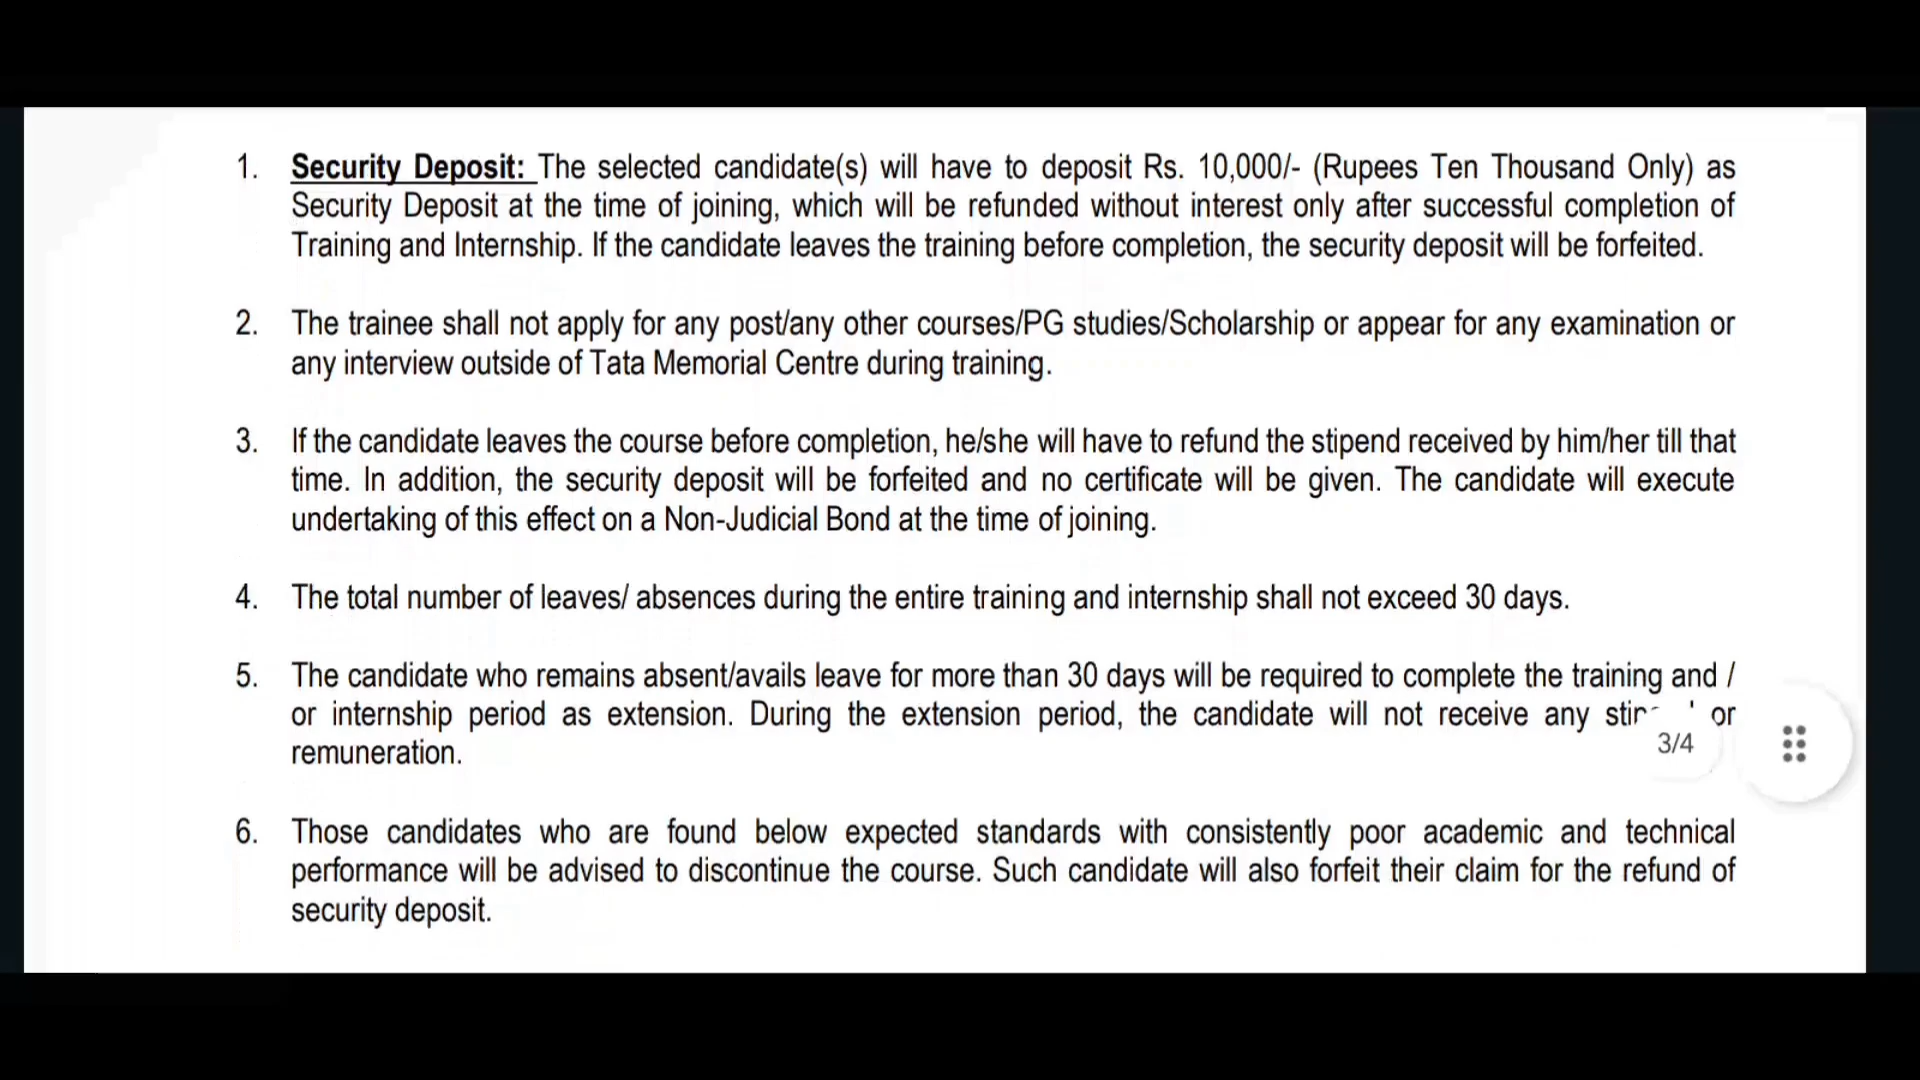 1. Security Deposit: The selected candidate(s) will have to deposit Rs. 10,000/- (Rupees Ten Thousand Only) as
Security Deposit at the time of joining, which will be refunded without interest only after successful completion of
Training and Internship. If the candidate leaves the training before completion, the security deposit will be forfeited.
2. The trainee shall not apply for any post/any other courses/PG studies/Scholarship or appear for any examination or
any interview outside of Tata Memorial Centre during training.
3. If the candidate leaves the course before completion, he/she will have to refund the stipend received by him/her till that
time. In addition, the security deposit will be forfeited and no certificate will be given. The candidate will execute
undertaking of this effect on a Non-Judicial Bond at the time of joining.
4. The total number of leaves/ absences during the entire training and internship shall not exceed 30 days.
5. The candidate who remains absent/avails leave for more than 30 days will be required to complete the training and /
or internship period as extension. During the extension period, the candidate will not receive any or
remuneration.
3/4
6. Those candidates who are found below expected standards with consistently poor academic and technical
performance will be advised to discontinue the course. Such candidate will also forfeit their claim for the refund of
security deposit.